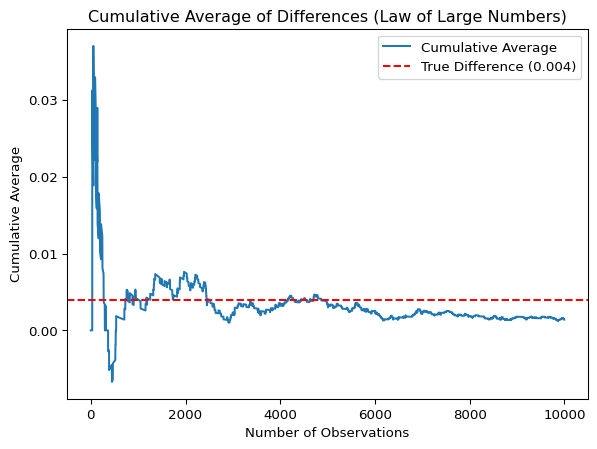 Cumulative Average of Differences (Law of Large Numbers)
Cumulative Average
True Difference (0.004)
Cumulative Average
0.03
0.02
0.01
0.00
0
2000
4000
6000
8000
10000
Number of Observations